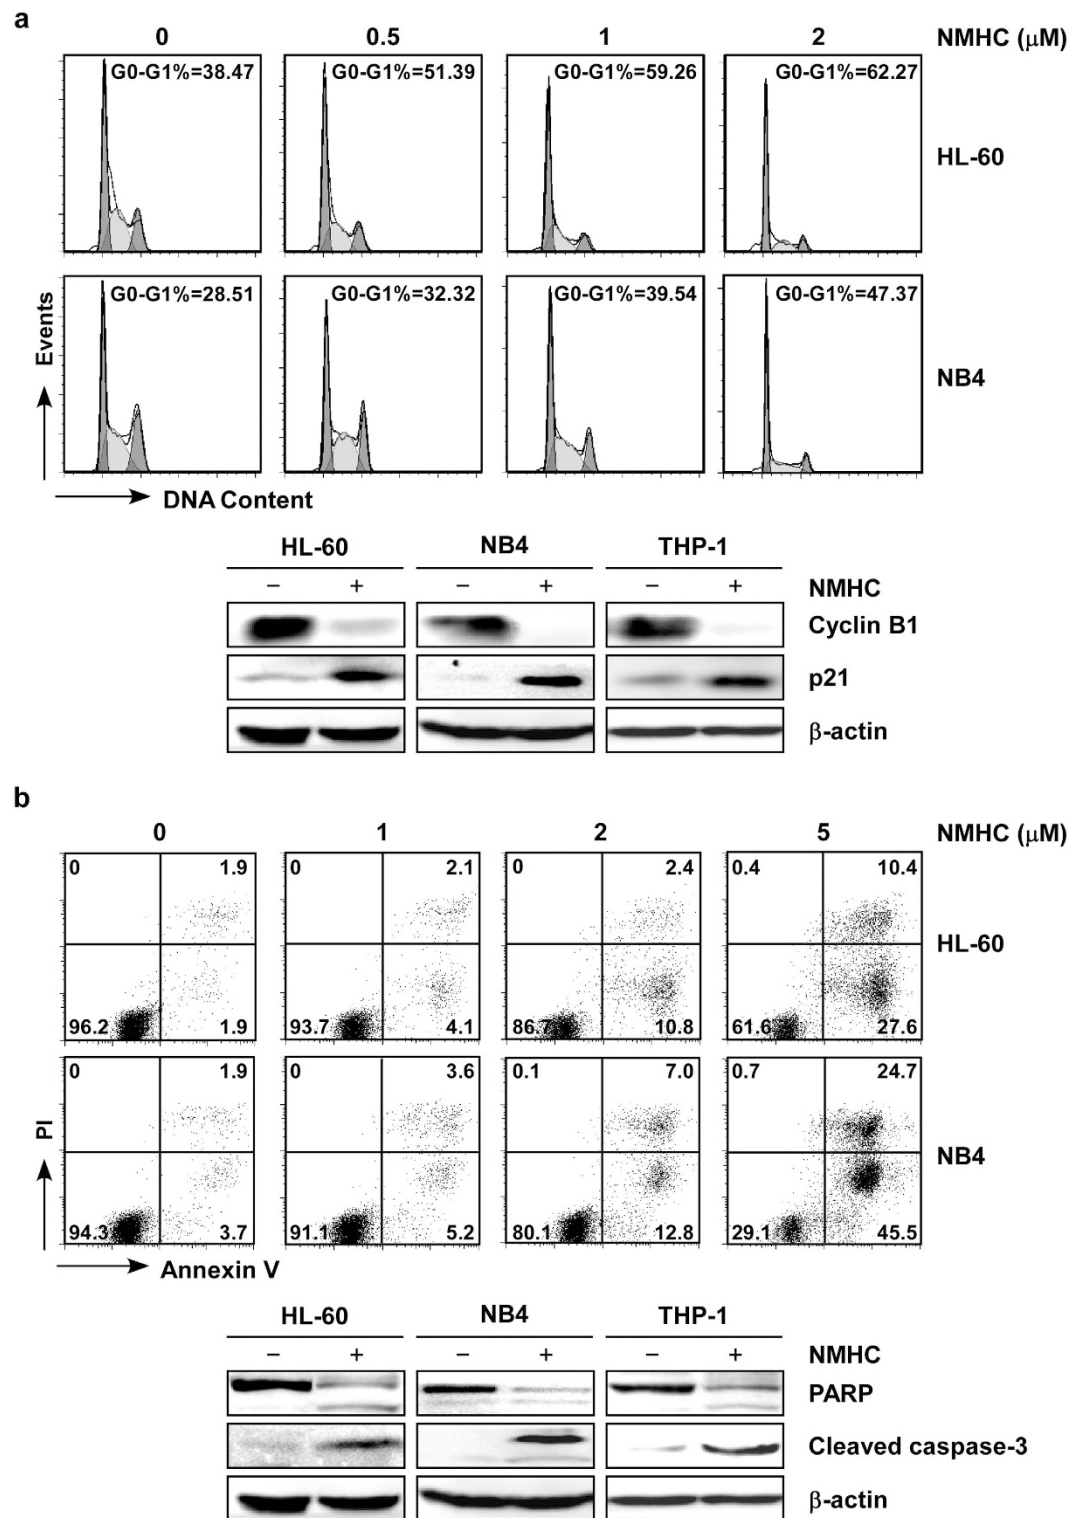 a
0 0.5 1 2 NMHC (μM)
G0-G1%=38.47 G0-G1%=51.39 G0-G1%=59.26 G0-G1%=62.27
HL-60
G0-G1%=28.51 G0-G1%=32.32 G0-G1%=39.54 G0-G1%=47.37
Events
NB4
DNA Content
HL-60 NB4 THP-1
− + − + − + NMHC
Cyclin B1
p21
β-actin
b
0 1 2 5 NMHC (μM)
0 1.9 0 2.1 0 2.4 0.4 10.4
HL-60
96.2 1.9 93.7 4.1 86.7 10.8 61.6 27.6
0 1.9 0 3.6 0.1 7.0 0.7 24.7
PI
NB4
94.3 3.7 91.1 5.2 80.1 12.8 29.1 45.5
Annexin V
HL-60 NB4 THP-1
− + − + − + NMHC
PARP
Cleaved caspase-3
β-actin